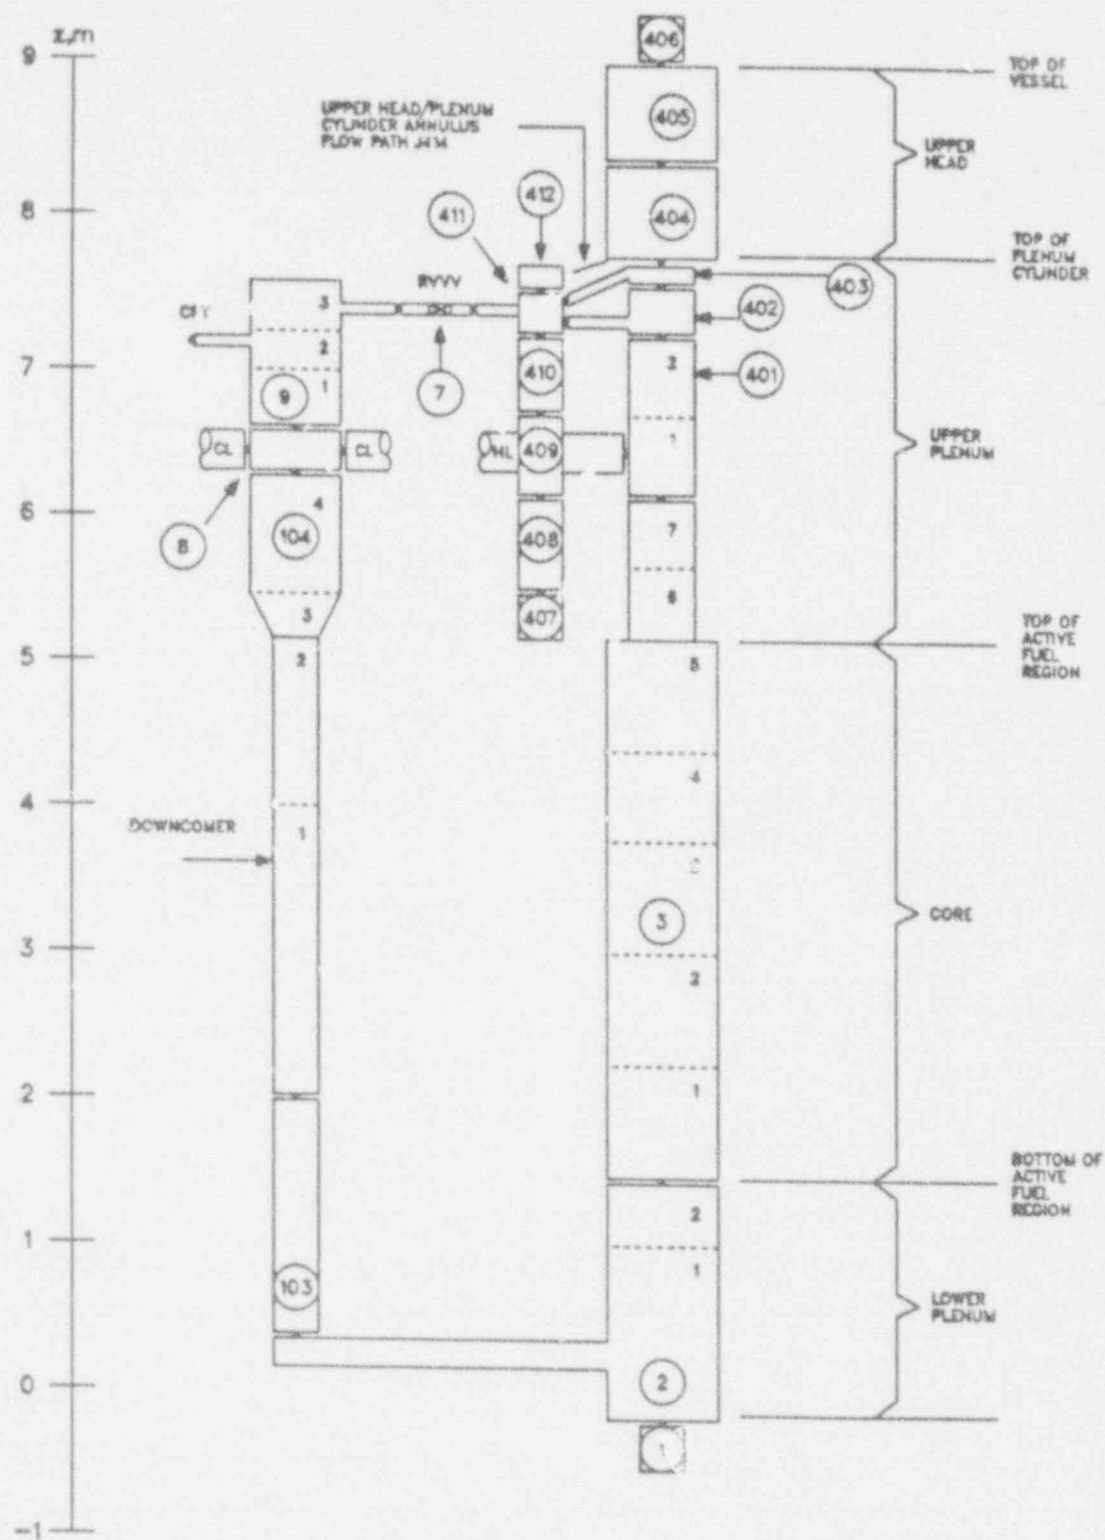 z,m
9
8
7
6
5
4
3
2
1
0
-1
406
TOP OF
VESSEL
405
UPPER HEAD/PLENUM
CYLINDER ANNULUS
FLOW PATH J414
UPPER
HEAD
412
411
404
TOP OF
PLENUM
CYLINDER
403
RVVV
CFT
3
402
2
7
410
2
401
9
1
CL
CL
HL
409
1
UPPER
PLENUM
8
4
104
408
7
3
407
6
TOP OF
ACTIVE
FUEL
REGION
2
5
4
DOWNCOMER
1
3
CORE
2
1
BOTTOM OF
ACTIVE
FUEL
REGION
2
103
1
LOWER
PLENUM
2
1